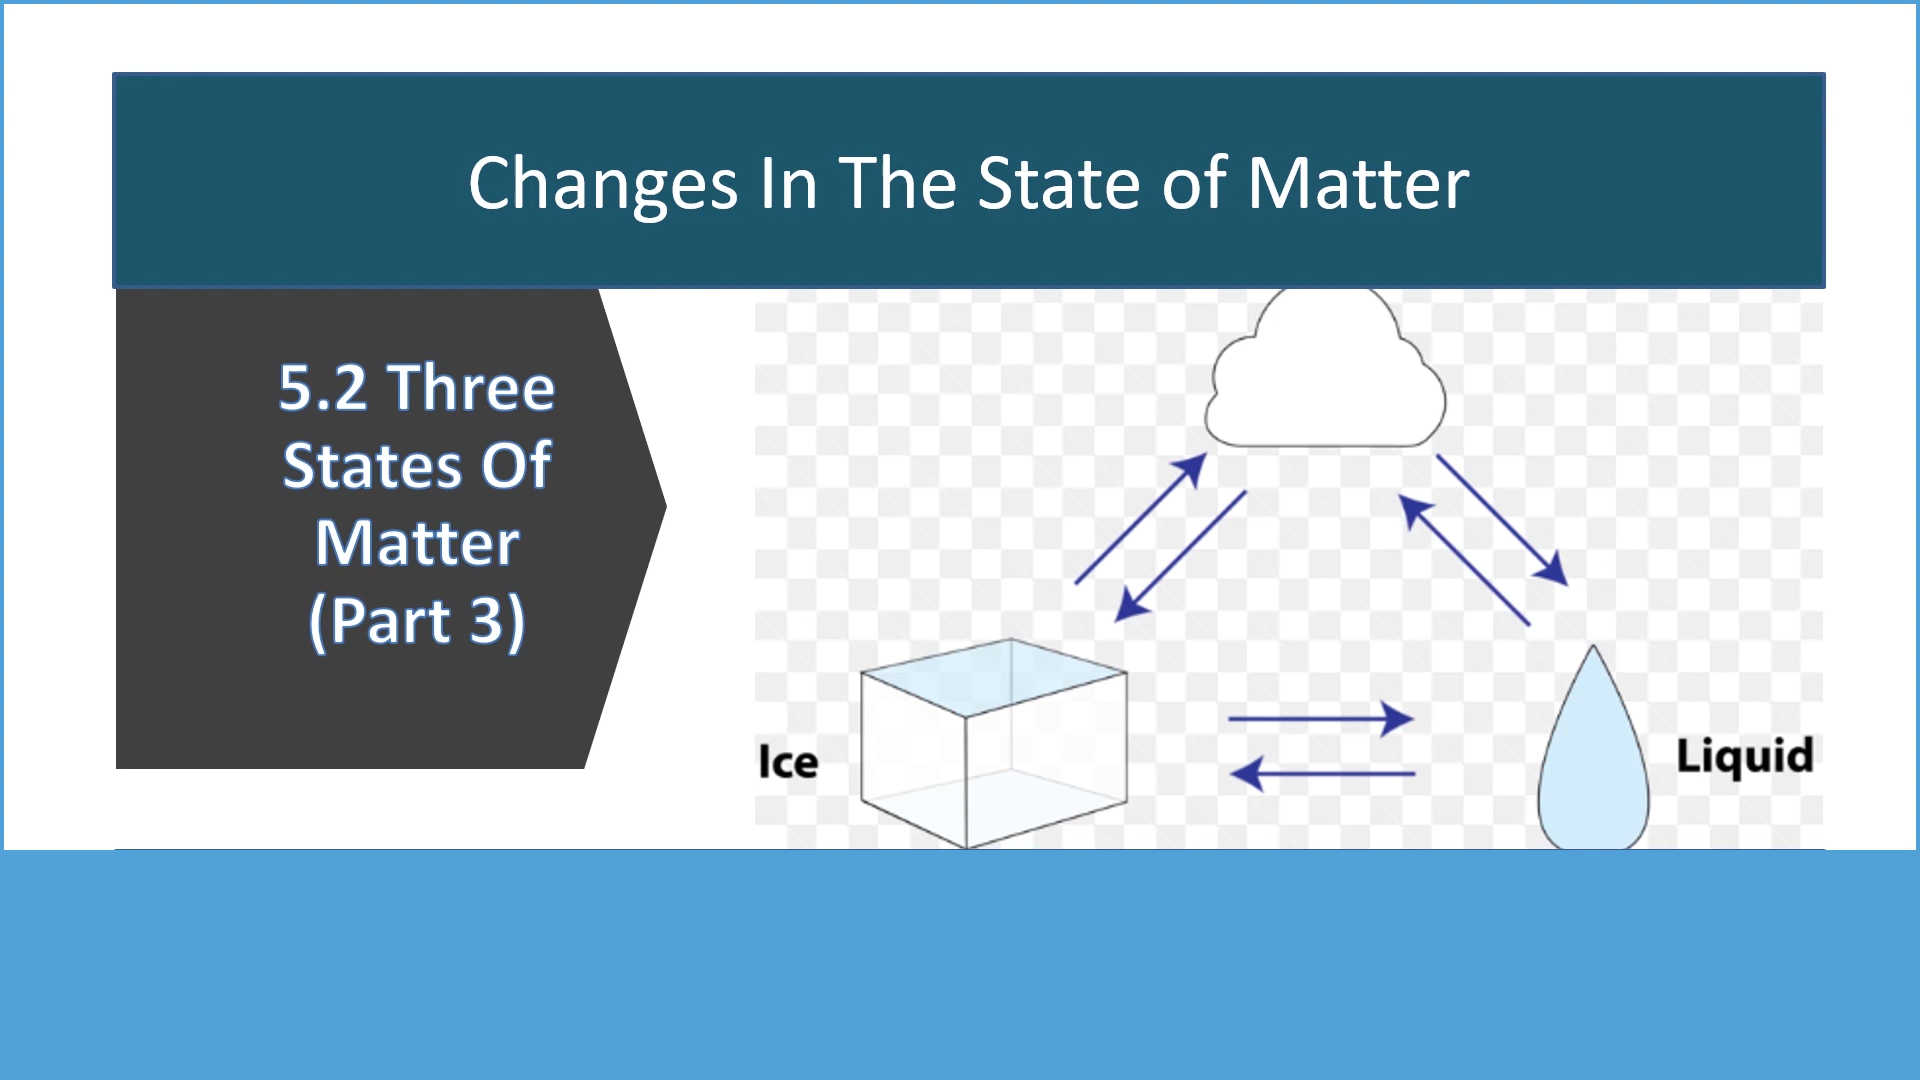 Changes In The State of Matter
5.2 Three
States Of
Matter
(Part 3)
Ice
Liquid